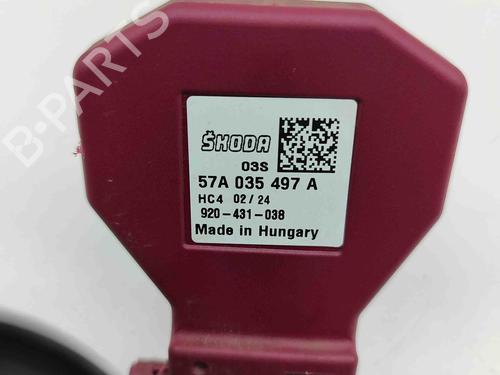 B-PARTS
ŠKODA
03S
57A 035 497 A
HC4 02/24
920-431-038
Made in Hungary